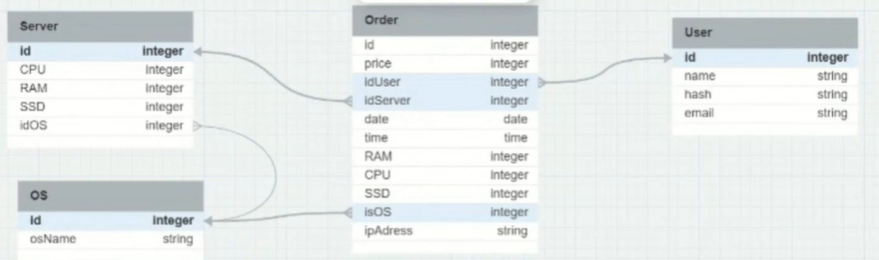 Server
id integer
CPU integer
RAM integer
SSD integer
idOS integer
OS
id integer
osName string
Order
id integer
price integer
idUser integer
idServer integer
date date
time time
RAM integer
CPU integer
SSD integer
isOS integer
ipAdress string
User
id integer
name string
hash string
email string